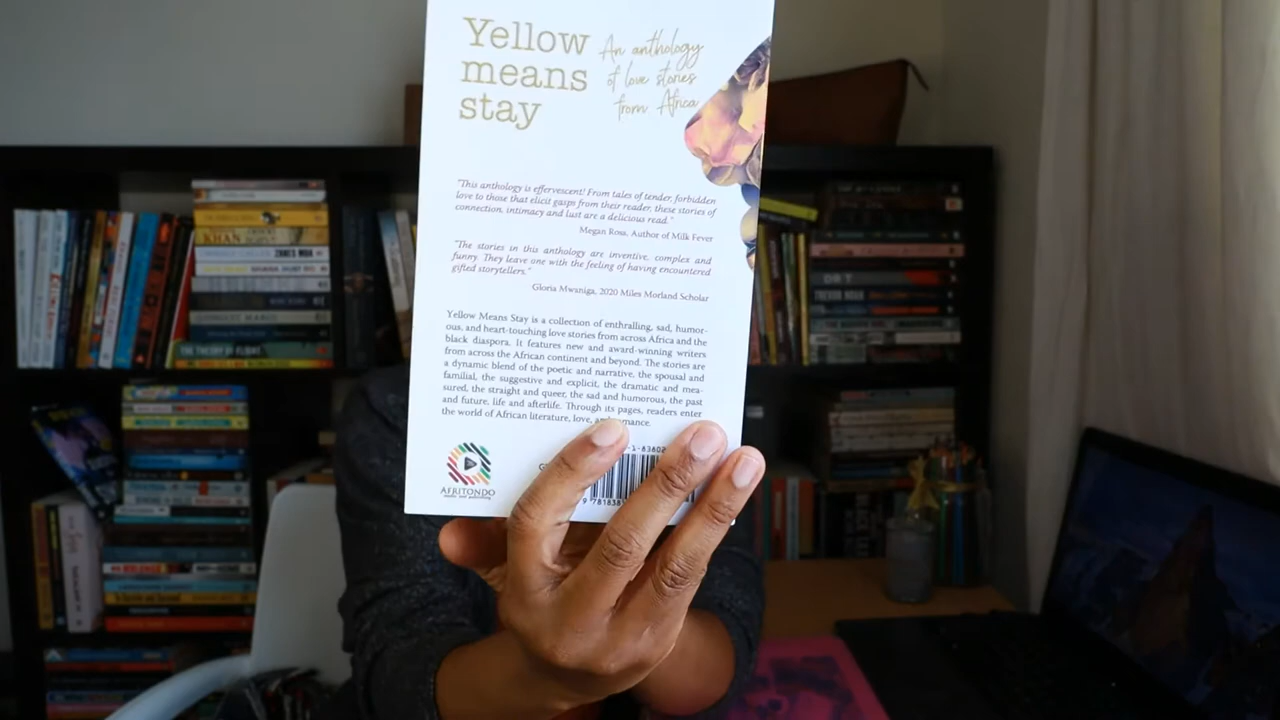 Yellow
means
stay
An anthology
of love stories
from Africa
"This anthology is effervescent! From tales of tender, forbidden
love to those that elicit gasps from their reader, these stories of
connection, intimacy and lust are a delicious read."
Megan Ross, Author of Milk Fever
"The stories in this anthology are inventive, complex and
funny. They leave one with the feeling of having encountered
gifted storytellers."
Gloria Mwaniga, 2020 Miles Morland Scholar
Yellow Means Stay is a collection of enthralling, sad, humor-
ous, and heart-touching love stories from across Africa and the
black diaspora. It features new and award-winning writers
from across the African continent and beyond. The stories are
a dynamic blend of the poetic and narrative, the spousal and
familial, the suggestive and explicit, the dramatic and mea-
sured, the straight and queer, the sad and humorous, the past
and future, life and afterlife. Through its pages, readers enter
the world of African literature, love,
AFRITONDO
KHAN
THE THEORY OF FLIGHT
TREVOR NOAH